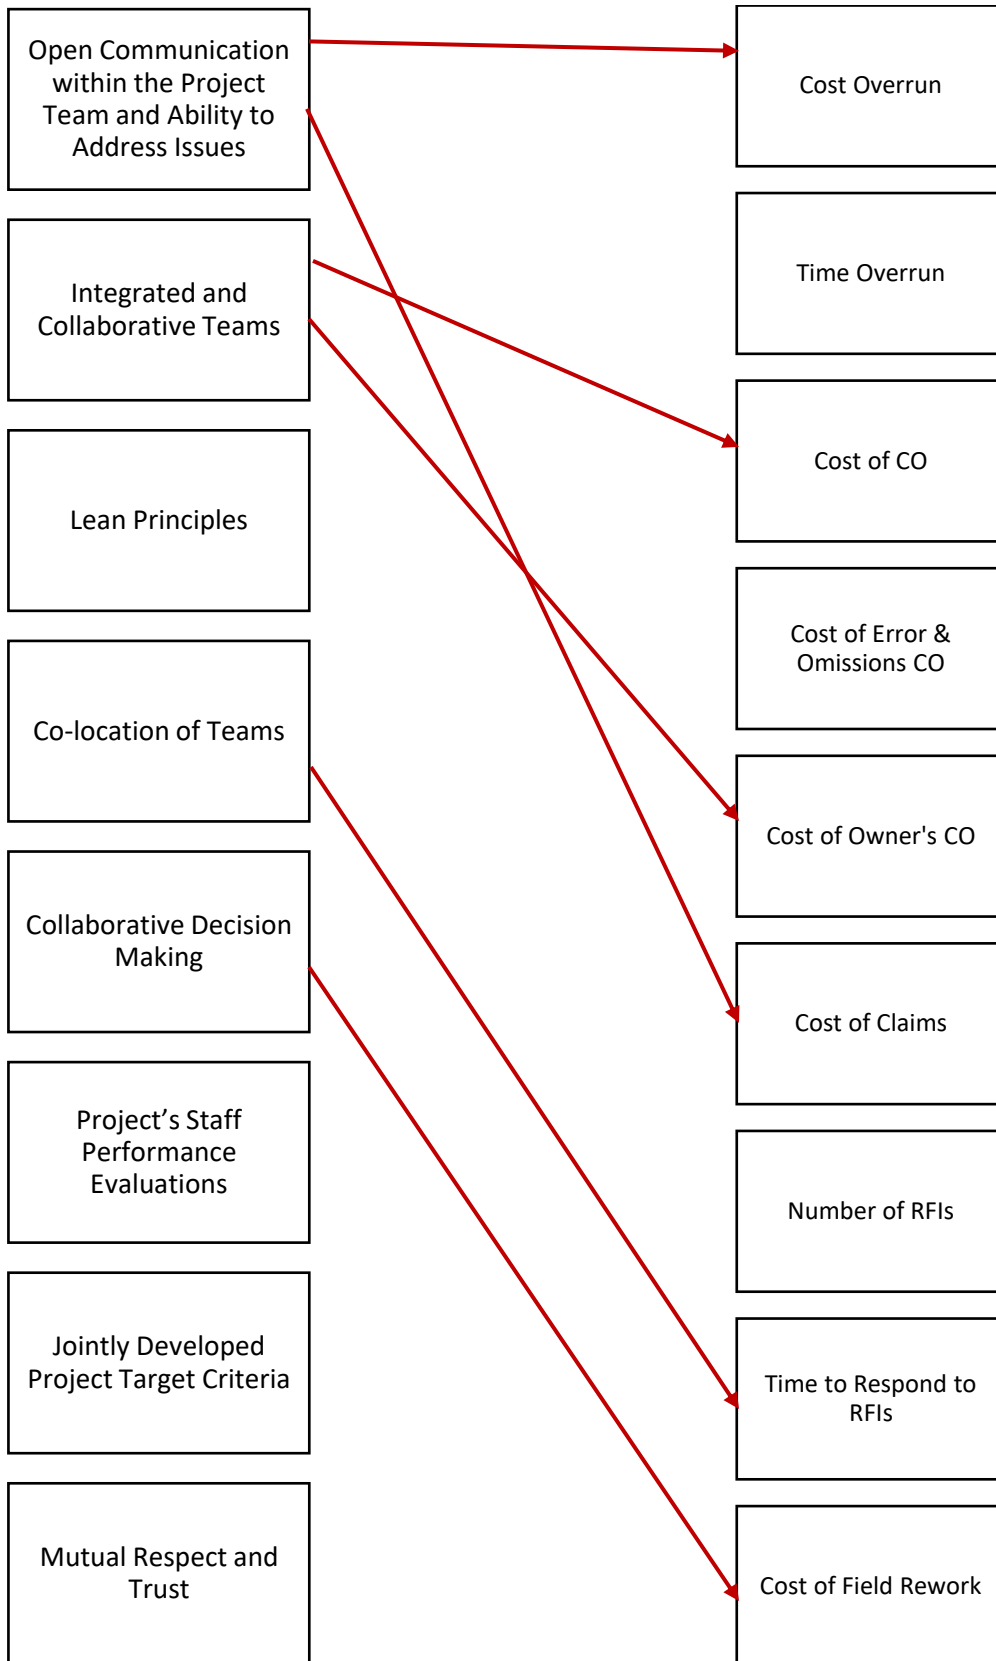 Open Communication
within the Project
Team and Ability to
Address Issues
Integrated and
Collaborative Teams
Lean Principles
Co-location of Teams
Collaborative Decision
Making
Project’s Staff
Performance
Evaluations
Jointly Developed
Project Target Criteria
Mutual Respect and
Trust
Cost Overrun
Time Overrun
Cost of CO
Cost of Error &
Omissions CO
Cost of Owner's CO
Cost of Claims
Number of RFIs
Time to Respond to
RFIs
Cost of Field Rework